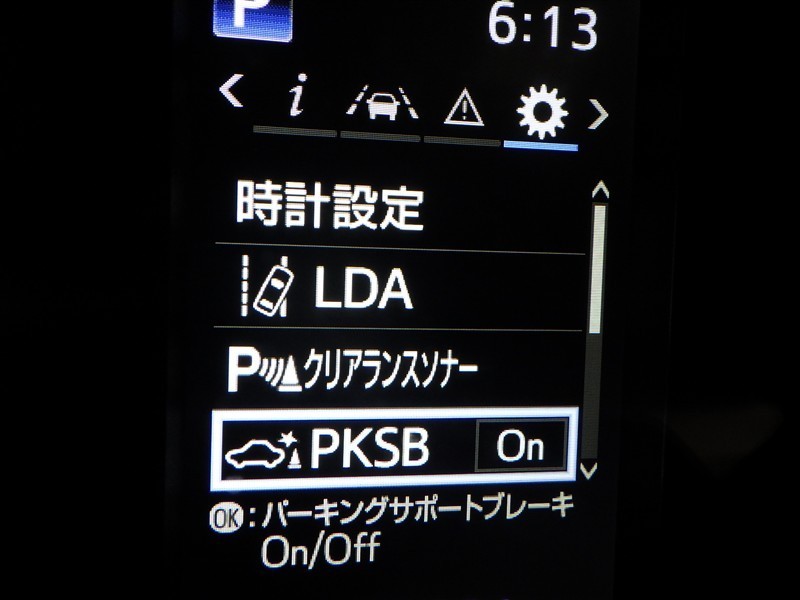 P
6:13
時計設定
LDA
Pクリアランスソナー
PKSB On
OK:パーキングサポートブレーキ
On/Off